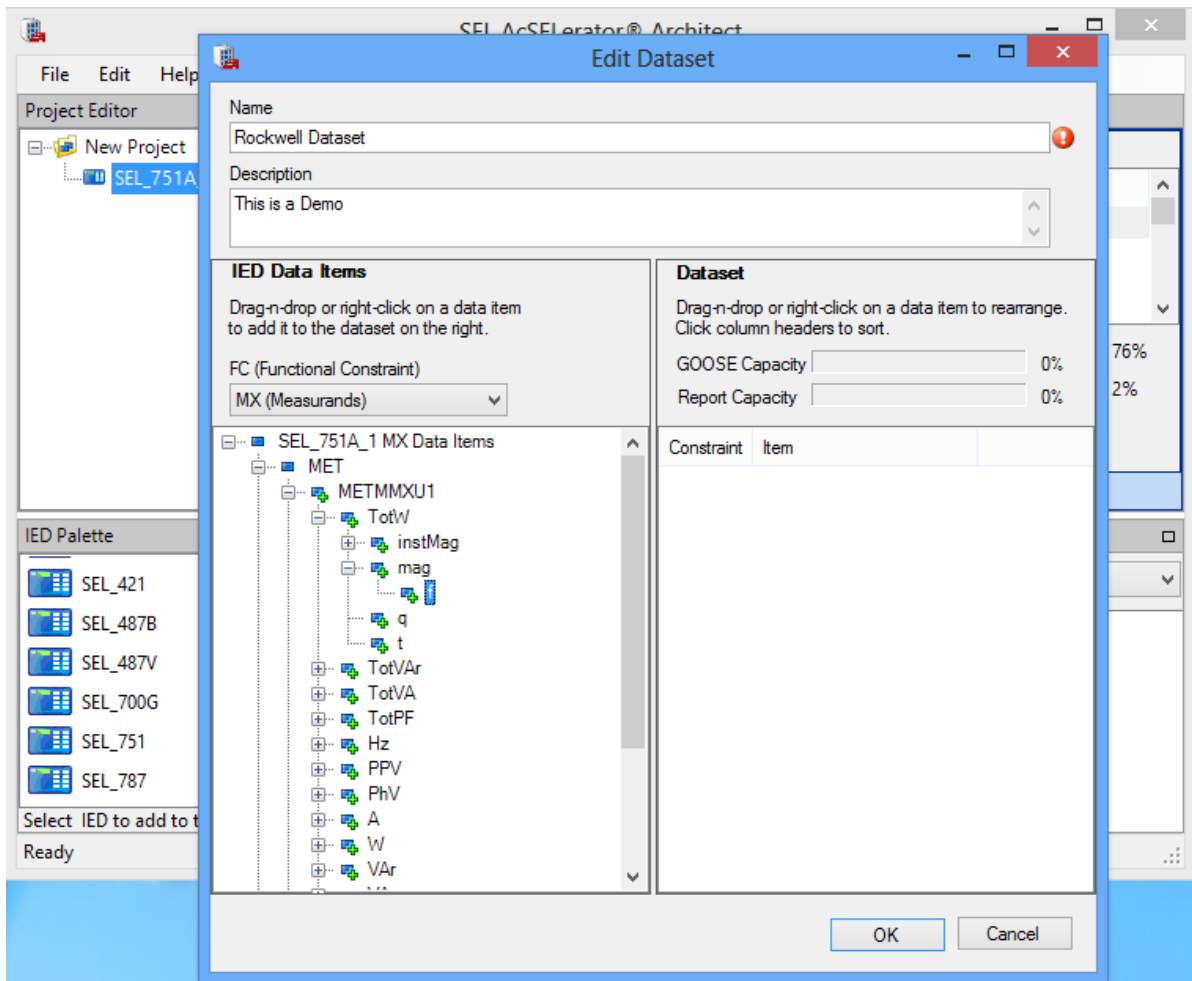 SEL AcSELerator® Architect
Edit Dataset
File Edit Help
Project Editor
New Project
SEL_751A_
Name
Rockwell Dataset
Description
This is a Demo
IED Data Items
Drag-n-drop or right-click on a data item
to add it to the dataset on the right.
FC (Functional Constraint)
MX (Measurands)
SEL_751A_1 MX Data Items
MET
METMMXU1
TotW
instMag
mag
f
q
t
TotVAr
TotVA
TotPF
Hz
PPV
PhV
A
W
VAr
Dataset
Drag-n-drop or right-click on a data item to rearrange.
Click column headers to sort.
GOOSE Capacity 0%
Report Capacity 0%
Constraint Item
76%
2%
IED Palette
SEL_421
SEL_487B
SEL_487V
SEL_700G
SEL_751
SEL_787
Select IED to add to t
Ready
OK Cancel